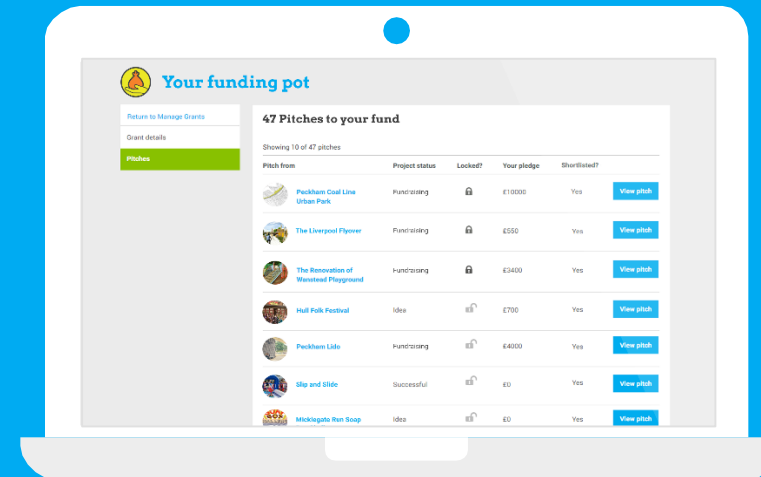 Your funding pot
Return to Manage Grants
Grant details
Pitches
47 Pitches to your fund
Showing 10 of 47 pitches
Pitch from Project status Locked? Your pledge Shortlisted?
Peckham Coal Line
Urban Park
Fundraising £10000 Yes View pitch
The Liverpool Flyover Fundraising £550 Yes View pitch
The Renovation of
Wanstead Playground
Fundraising £3400 Yes View pitch
Hull Folk Festival Idea £700 Yes View pitch
Peckham Lido Fundraising £4000 Yes View pitch
Slip and Slide Successful £0 Yes View pitch
Micklegate Run Soap Idea £0 Yes View pitch